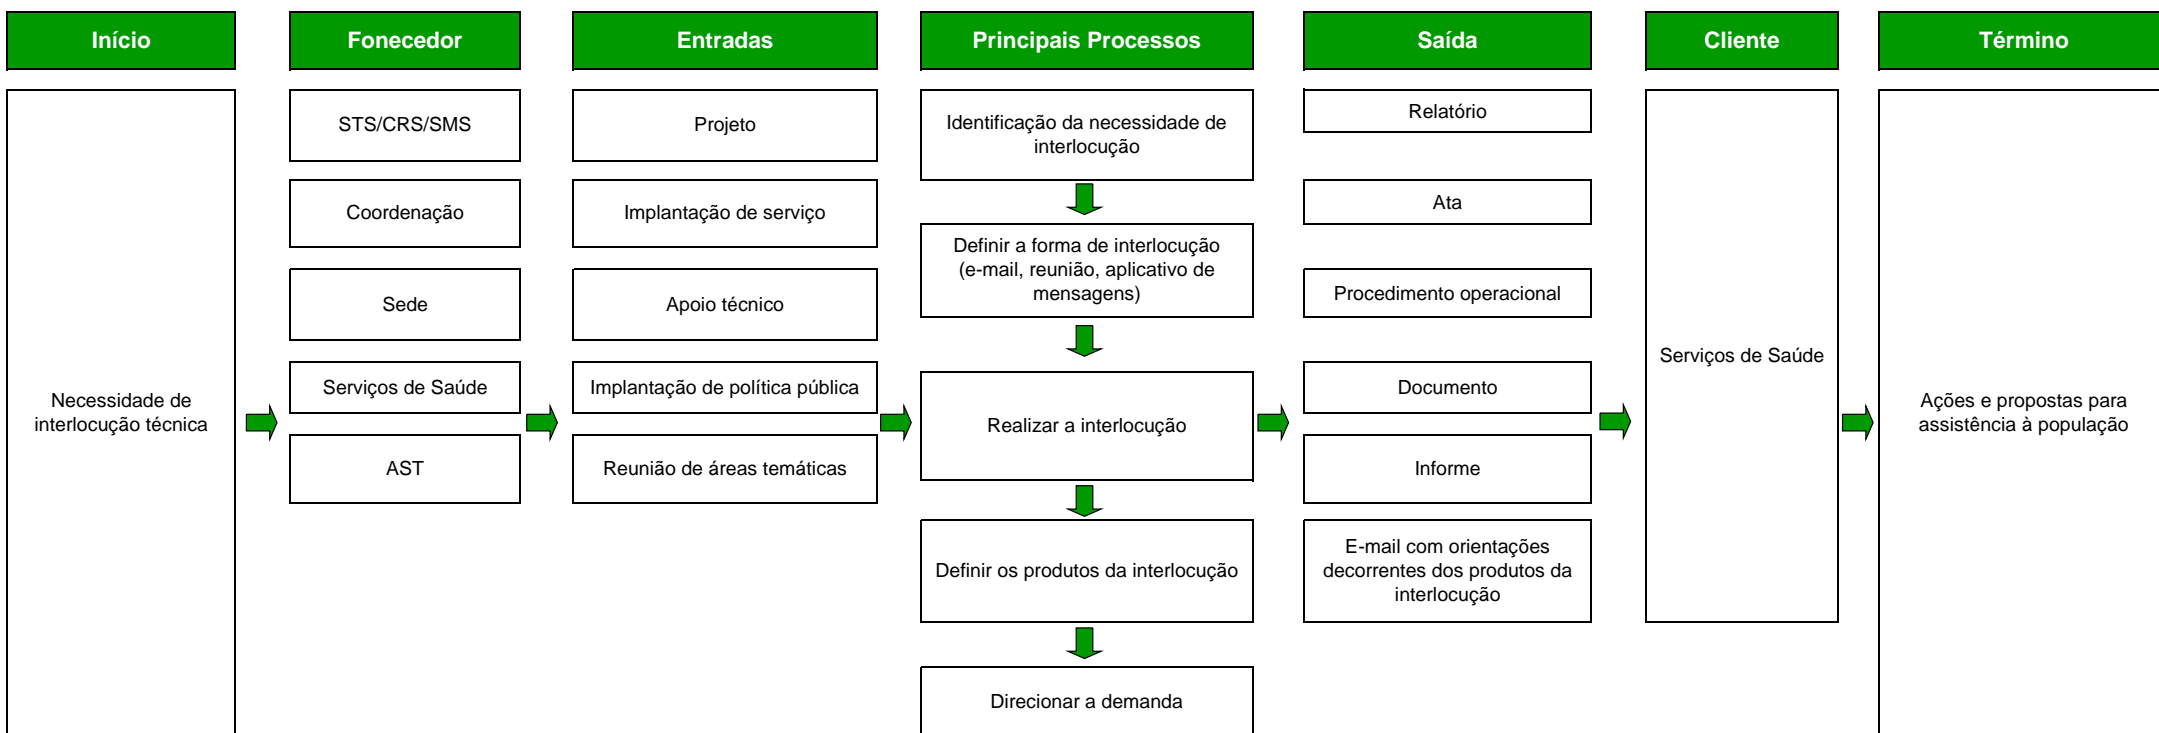 Início
Fonecedor
Entradas
Principais Processos
Saída
Cliente
Término
Necessidade de
interlocução técnica
STS/CRS/SMS
Coordenação
Sede
Serviços de Saúde
AST
Projeto
Implantação de serviço
Apoio técnico
Implantação de política pública
Reunião de áreas temáticas
Identificação da necessidade de
interlocução
Definir a forma de interlocução
(e-mail, reunião, aplicativo de
mensagens)
Realizar a interlocução
Definir os produtos da interlocução
Direcionar a demanda
Relatório
Ata
Procedimento operacional
Documento
Informe
E-mail com orientações
decorrentes dos produtos da
interlocução
Serviços de Saúde
Ações e propostas para
assistência à população